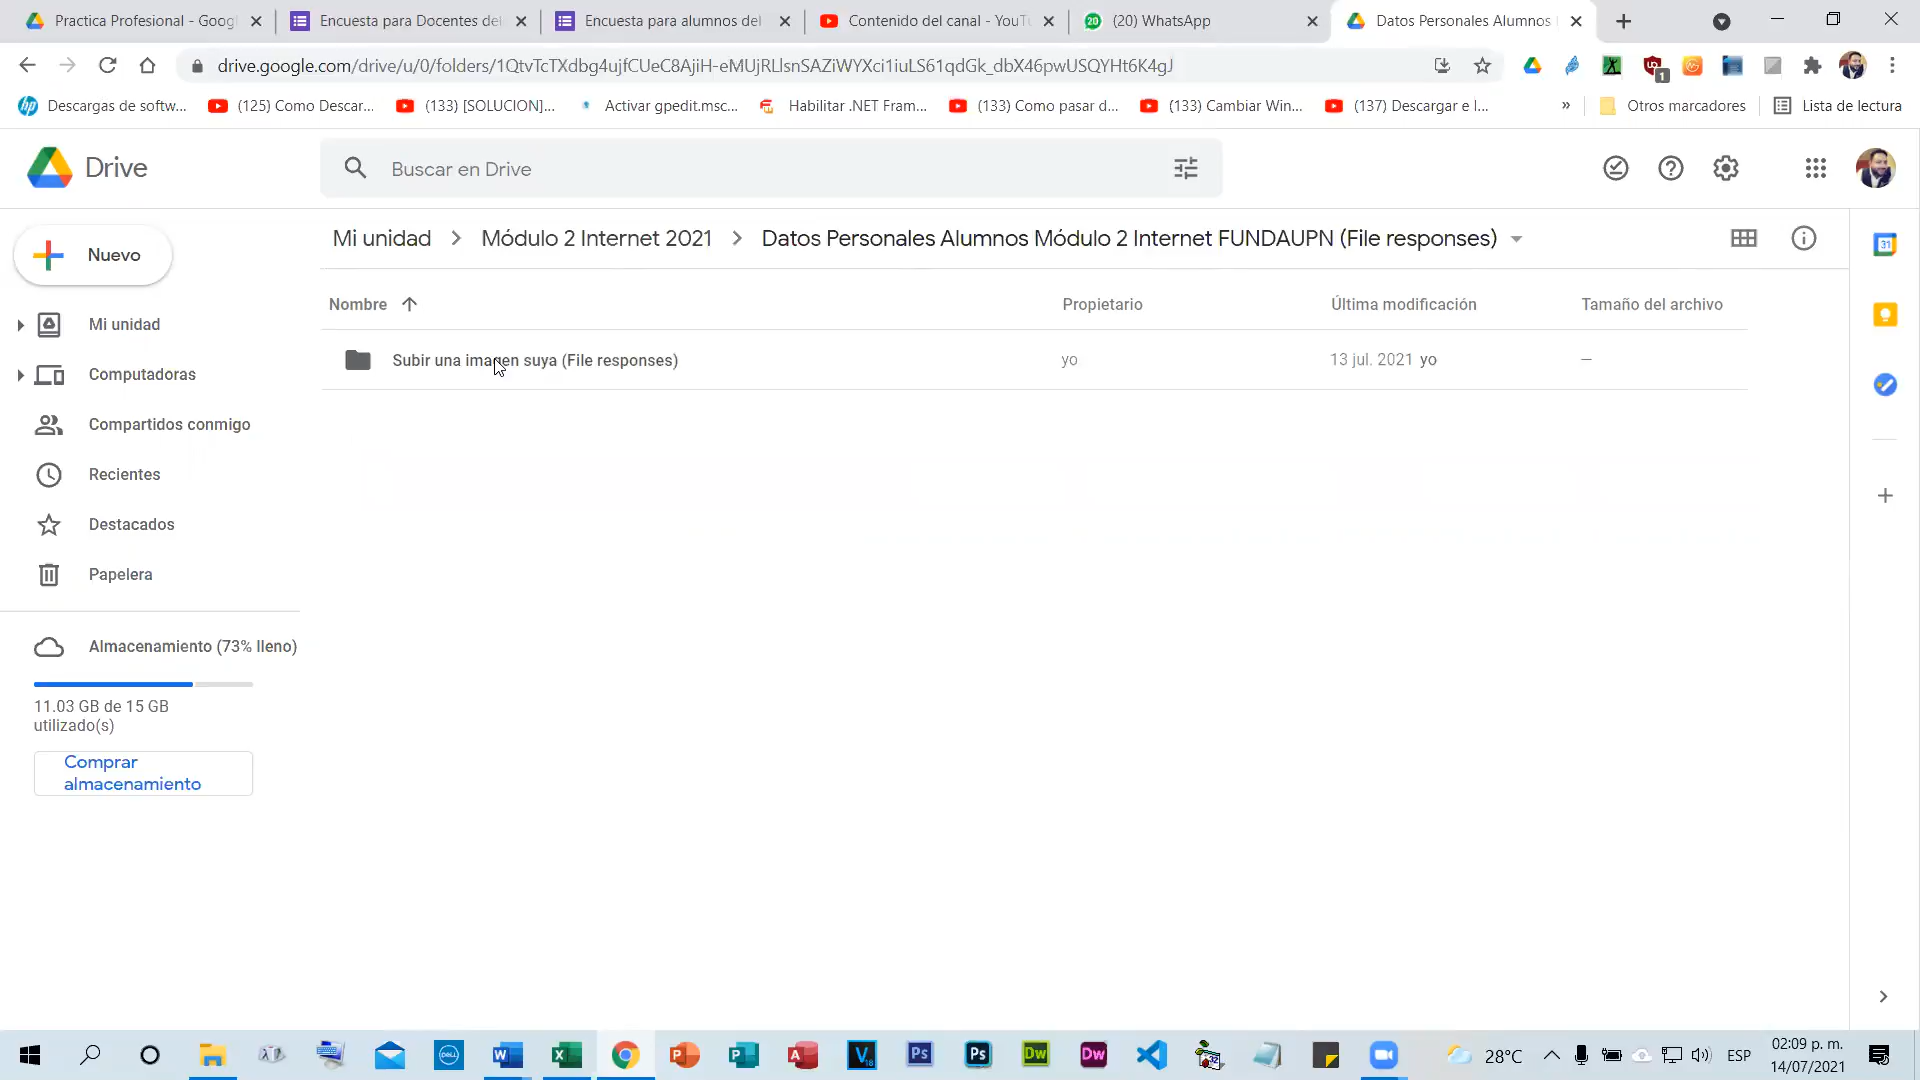 Practica Profesional - Googl
Encuesta para Docentes del
Encuesta para alumnos del
Contenido del canal - YouTu
(20) WhatsApp
Datos Personales Alumnos
drive.google.com/drive/u/0/folders/1QtvTcTXdbg4ujfCUeC8AjiH-eMUjRLlsnSAZiWYXci1iuLS61qdGk_dbX46pwUSQYHt6K4gJ
1
Descargas de softw...
(125) Como Descar...
(133) [SOLUCION]...
Activar gpedit.msc...
Habilitar .NET Fram...
(133) Como pasar d...
(133) Cambiar Win...
(137) Descargar e I...
»
Otros marcadores
Lista de lectura
Drive
Buscar en Drive
Nuevo
Mi unidad
Computadoras
Compartidos conmigo
Recientes
Destacados
Papelera
Almacenamiento (73% lleno)
11.03 GB de 15 GB
utilizado(s)
Comprar
almacenamiento
Mi unidad > Módulo 2 Internet 2021 > Datos Personales Alumnos Módulo 2 Internet FUNDAUPN (File responses)
Nombre
Propietario
Última modificación
Tamaño del archivo
Subir una imagen suya (File responses)
yo
13 jul. 2021 yo
—
31
28°C
ESP
02:09 p. m.
14/07/2021